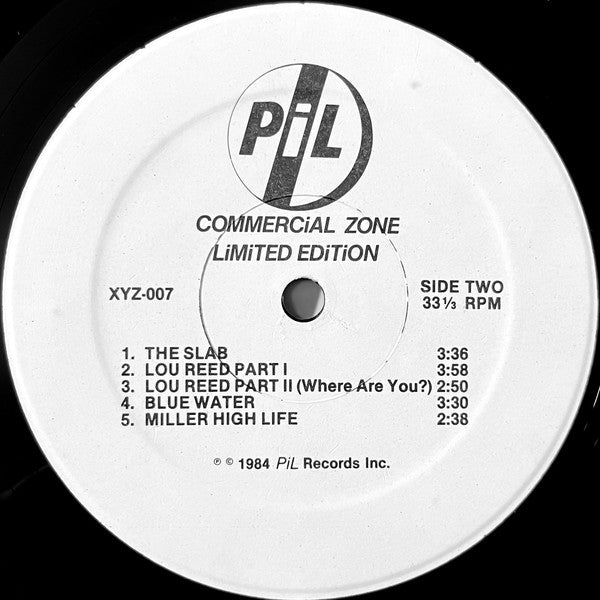 PiL
COMMERCiAL ZONE
LiMiTED EDiTiON
XYZ-007
SIDE TWO
33 1/3 RPM
1. THE SLAB 3:36
2. LOU REED PART I 3:58
3. LOU REED PART II (Where Are You?) 2:50
4. BLUE WATER 3:30
5. MILLER HIGH LIFE 2:38
℗ © 1984 PiL Records Inc.